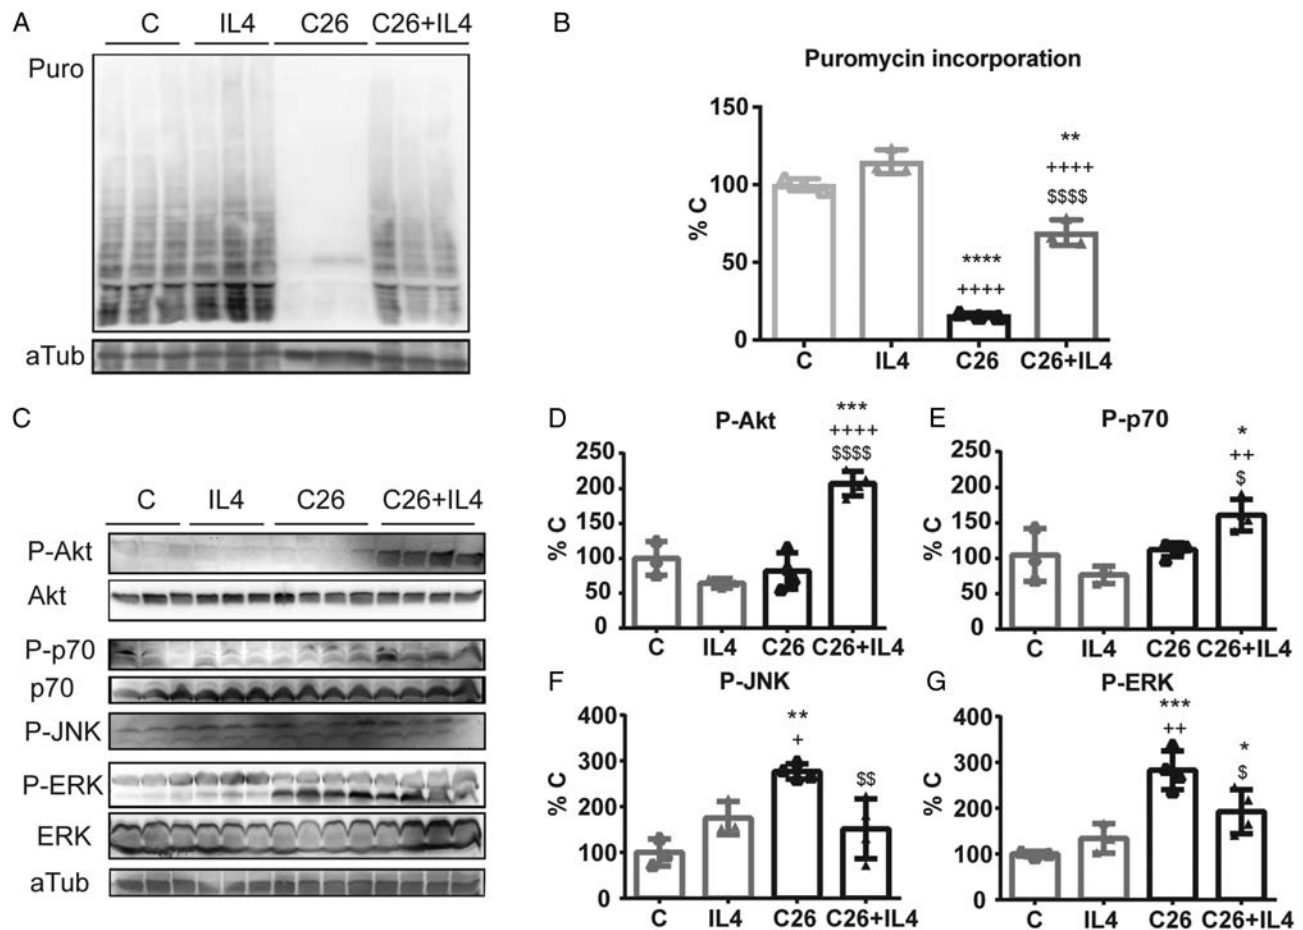 A
C IL4 C26 C26+IL4
Puro
aTub
B
Puromycin incorporation
% C
150
100
50
0
****
++++
**
++++
$$$$
C IL4 C26 C26+IL4
C
C IL4 C26 C26+IL4
P-Akt
Akt
P-p70
p70
P-JNK
P-ERK
ERK
aTub
D
P-Akt
% C
250
200
150
100
50
0
***
++++
$$$$
C IL4 C26 C26+IL4
E
P-p70
% C
250
200
150
100
50
0
*
++
$
C IL4 C26 C26+IL4
F
P-JNK
% C
400
300
200
100
0
**
+
$$
C IL4 C26 C26+IL4
G
P-ERK
% C
400
300
200
100
0
***
++
*
$
C IL4 C26 C26+IL4